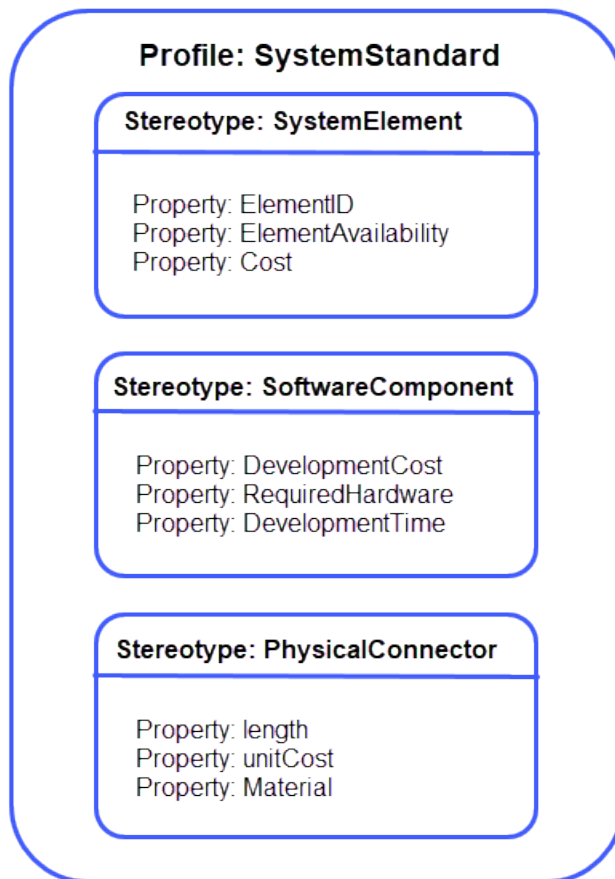 Profile: SystemStandard
Stereotype: SystemElement
Property: ElementID
Property: ElementAvailability
Property: Cost
Stereotype: SoftwareComponent
Property: DevelopmentCost
Property: RequiredHardware
Property: DevelopmentTime
Stereotype: PhysicalConnector
Property: length
Property: unitCost
Property: Material